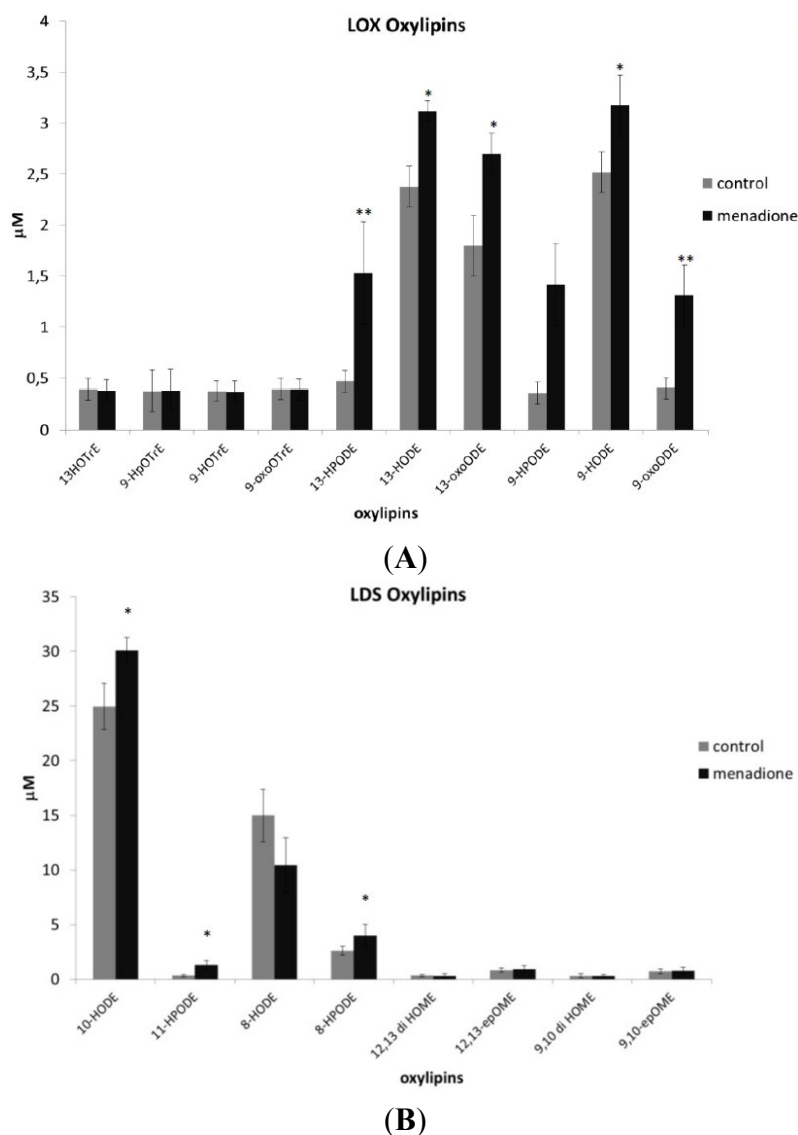 LOX Oxylipins
4
3,5
3
2,5
2
1,5
1
0,5
0
µM
*
*
*
**
**
control
menadione
13HOTrE
9-HpOTrE
9-HOTrE
9-oxoOTrE
13-HPODE
13-HODE
13-oxoODE
9-HPODE
9-HODE
9-oxoODE
oxylipins
(A)
LDS Oxylipins
35
30
25
20
15
10
5
0
µM
*
*
*
control
menadione
10-HODE
11-HPODE
8-HODE
8-HPODE
12,13 di HOME
12,13-epOME
9,10 di HOME
9,10-epOME
oxylipins
(B)